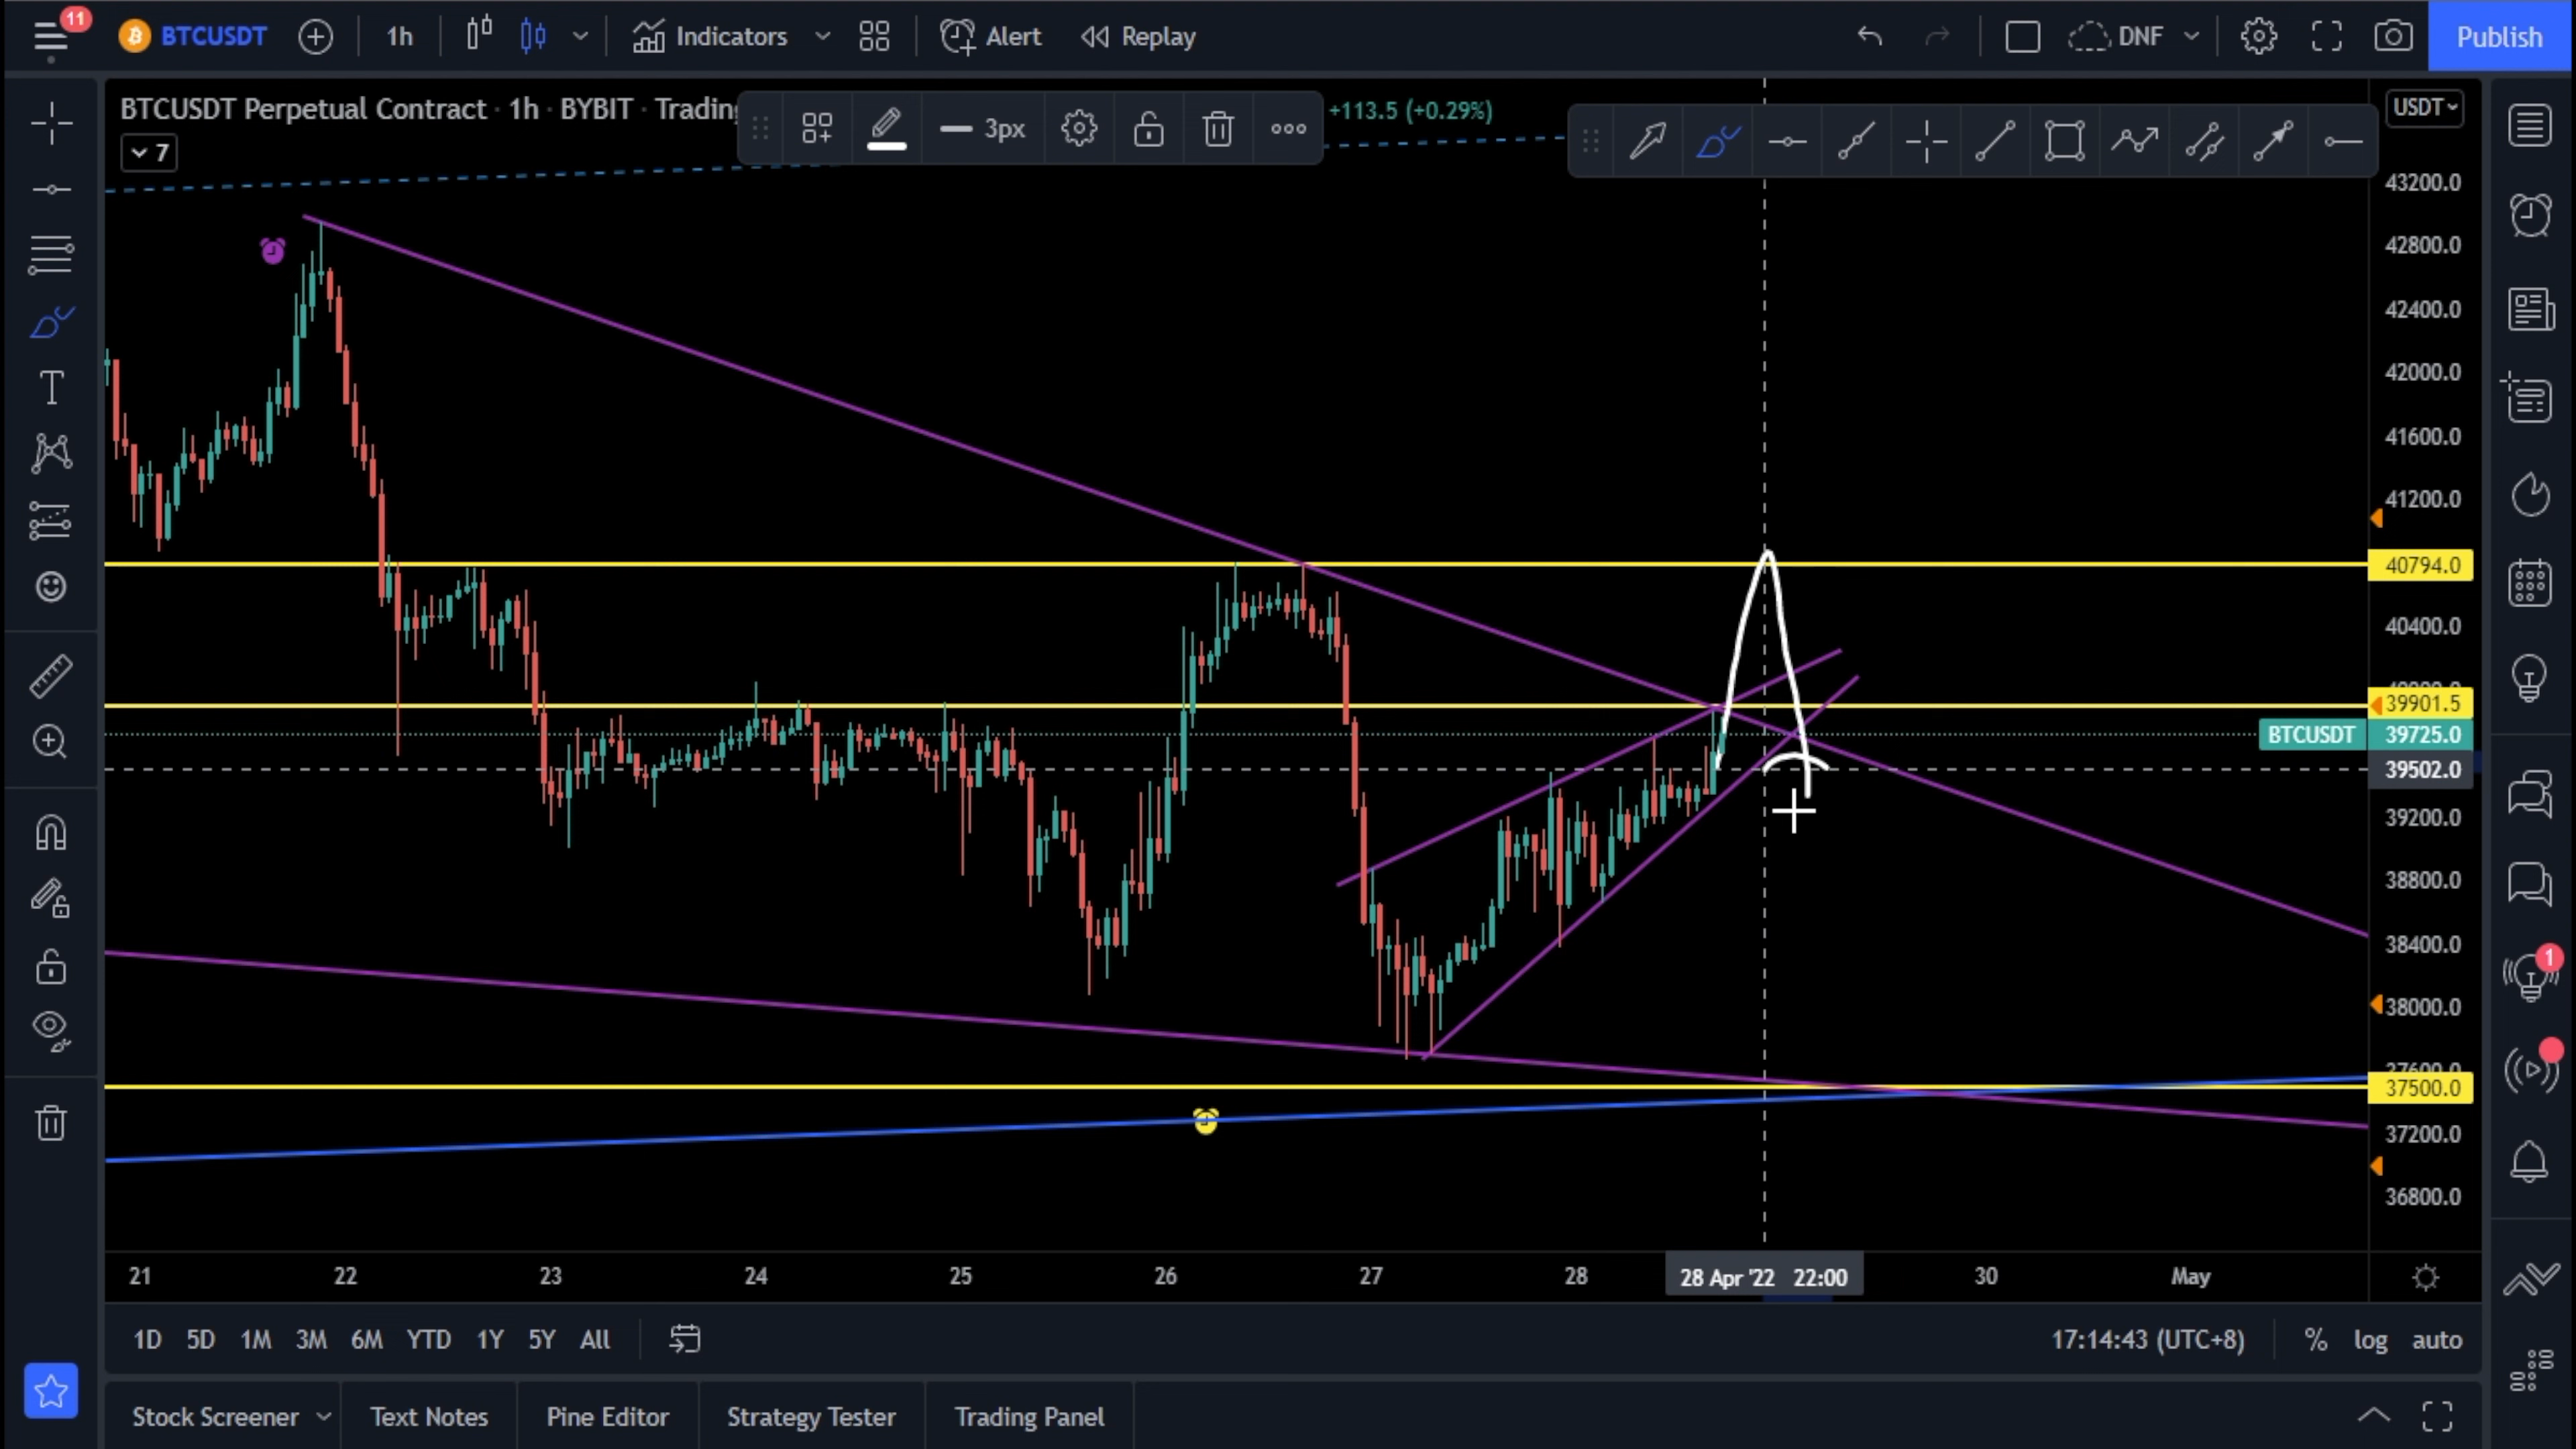 11
BTCUSDT 1h Indicators Alert Replay DNF Publish
BTCUSDT Perpetual Contract · 1h · BYBIT · +113.5 (+0.29%)
3px
USDT
7
43200.0
42800.0
42400.0
42000.0
41600.0
41200.0
40794.0
40400.0
39901.5
BTCUSDT 39725.0
39502.0
39200.0
38800.0
38400.0
1
38000.0
37500.0
37200.0
36800.0
21 22 23 24 25 26 27 28 28 Apr '22 22:00 30 May
1D 5D 1M 3M 6M YTD 1Y 5Y All 17:14:43 (UTC+8) % log auto
Stock Screener Text Notes Pine Editor Strategy Tester Trading Panel